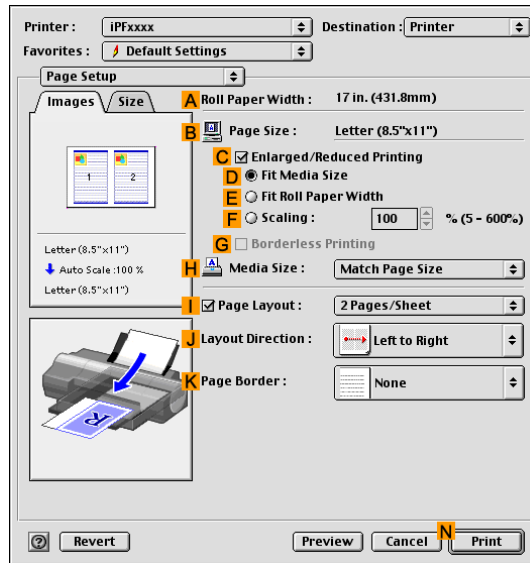 Printer : iPFxxxx Destination : Printer
Favorites : Default Settings
Page Setup
Images Size
1 2
Letter (8.5"x11")
Auto Scale :100 %
Letter (8.5"x11")
A Roll Paper Width : 17 in. (431.8mm)
B Page Size : Letter (8.5"x11")
C Enlarged/Reduced Printing
D Fit Media Size
E Fit Roll Paper Width
F Scaling : 100 % (5 - 600%)
G Borderless Printing
H Media Size : Match Page Size
I Page Layout : 2 Pages/Sheet
J Layout Direction : Left to Right
K Page Border : None
R
? Revert Preview Cancel N Print